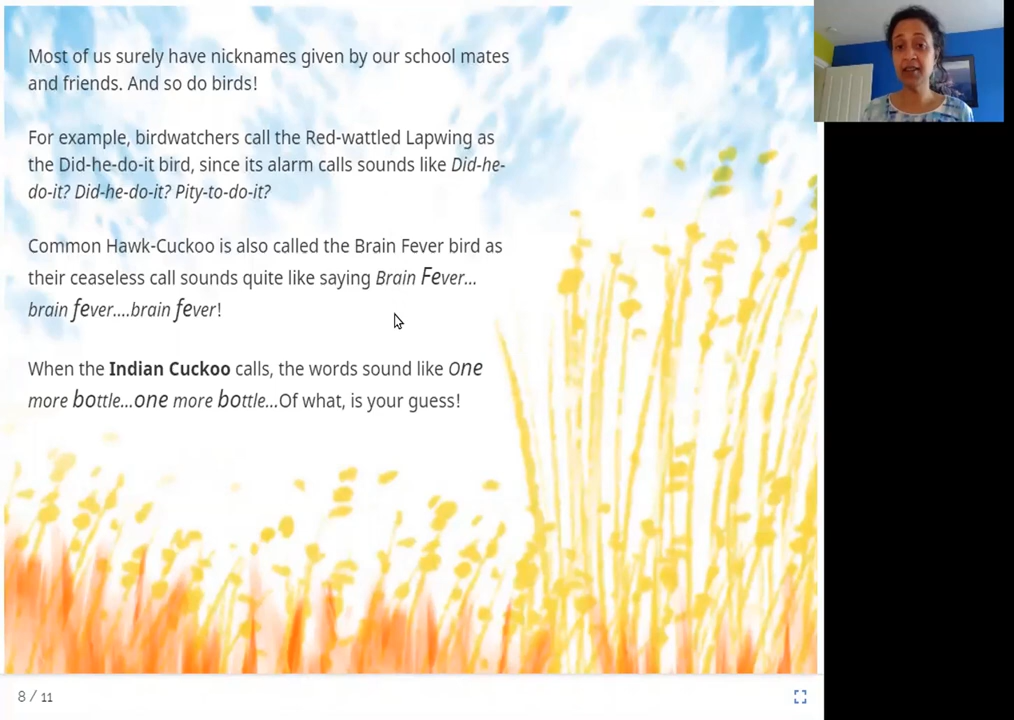 Most of us surely have nicknames given by our school mates
and friends. And so do birds!
For example, birdwatchers call the Red-wattled Lapwing as
the Did-he-do-it bird, since its alarm calls sounds like Did-he-
do-it? Did-he-do-it? Pity-to-do-it?
Common Hawk-Cuckoo is also called the Brain Fever bird as
their ceaseless call sounds quite like saying Brain Fever...
brain fever....brain fever!
When the Indian Cuckoo calls, the words sound like One
more bottle...one more bottle...Of what, is your guess!
8 / 11